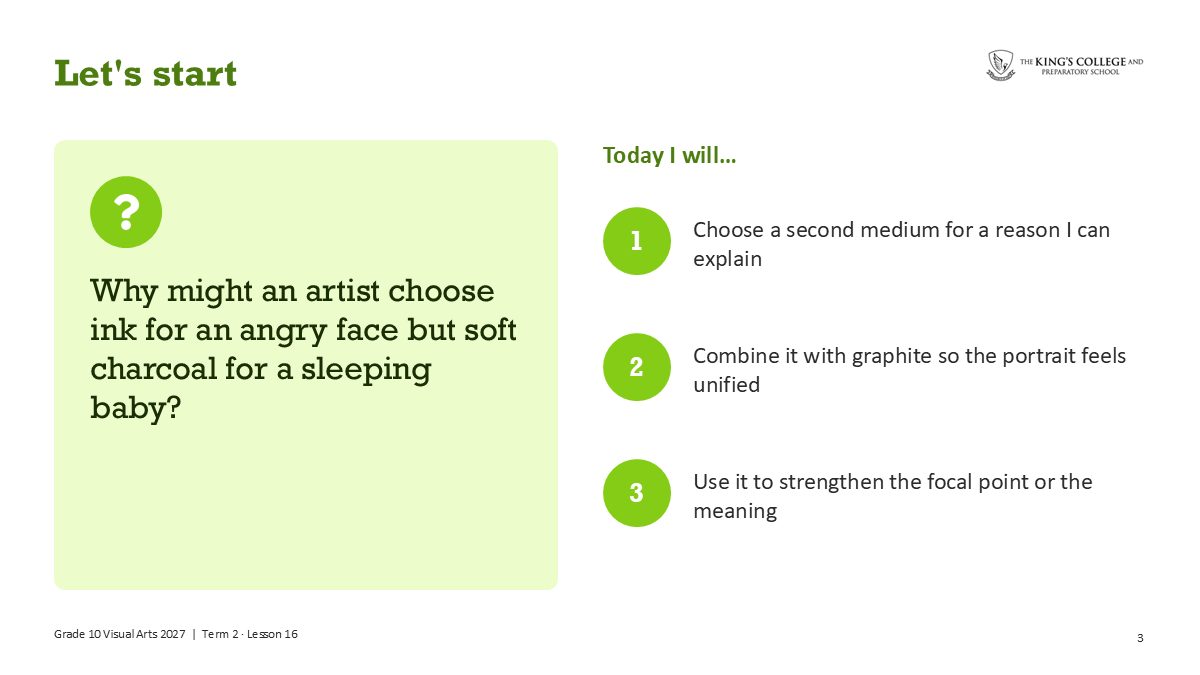 Let's start
THE KING'S COLLEGE AND
PREPARATORY SCHOOL
?
Why might an artist choose
ink for an angry face but soft
charcoal for a sleeping
baby?
Today I will...
1
Choose a second medium for a reason I can
explain
2
Combine it with graphite so the portrait feels
unified
3
Use it to strengthen the focal point or the
meaning
Grade 10 Visual Arts 2027 | Term 2 · Lesson 16
3